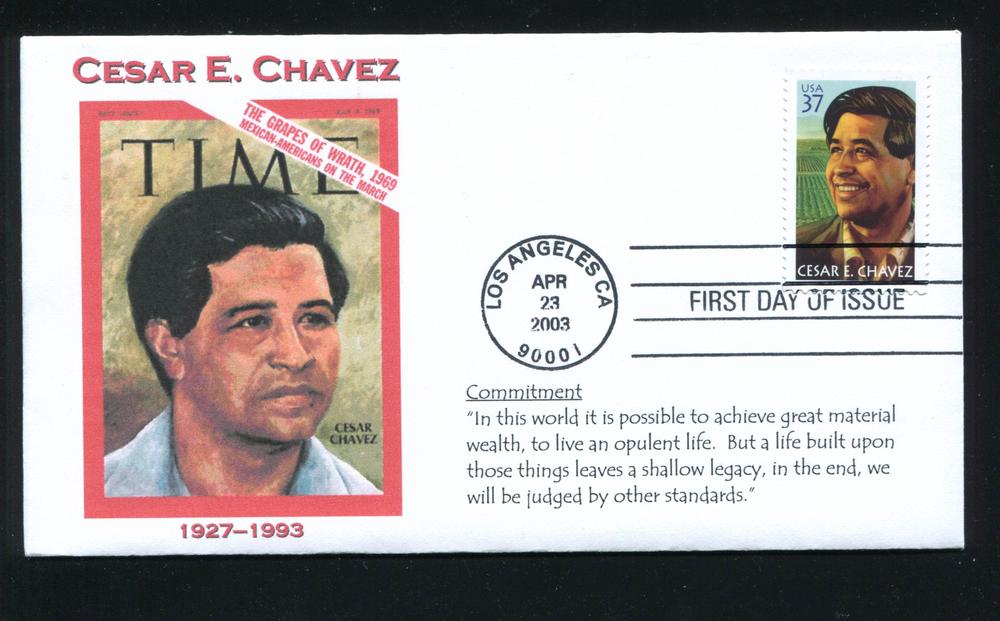 CESAR E. CHAVEZ
TIME
THE GRAPES OF WRATH, 1969
MEXICAN-AMERICANS ON THE MARCH
CESAR
CHAVEZ
1927–1993
USA
37
CESAR E. CHAVEZ
LOS ANGELES CA
APR
23
2003
90001
FIRST DAY OF ISSUE
Commitment
"In this world it is possible to achieve great material
wealth, to live an opulent life. But a life built upon
those things leaves a shallow legacy, in the end, we
will be judged by other standards."